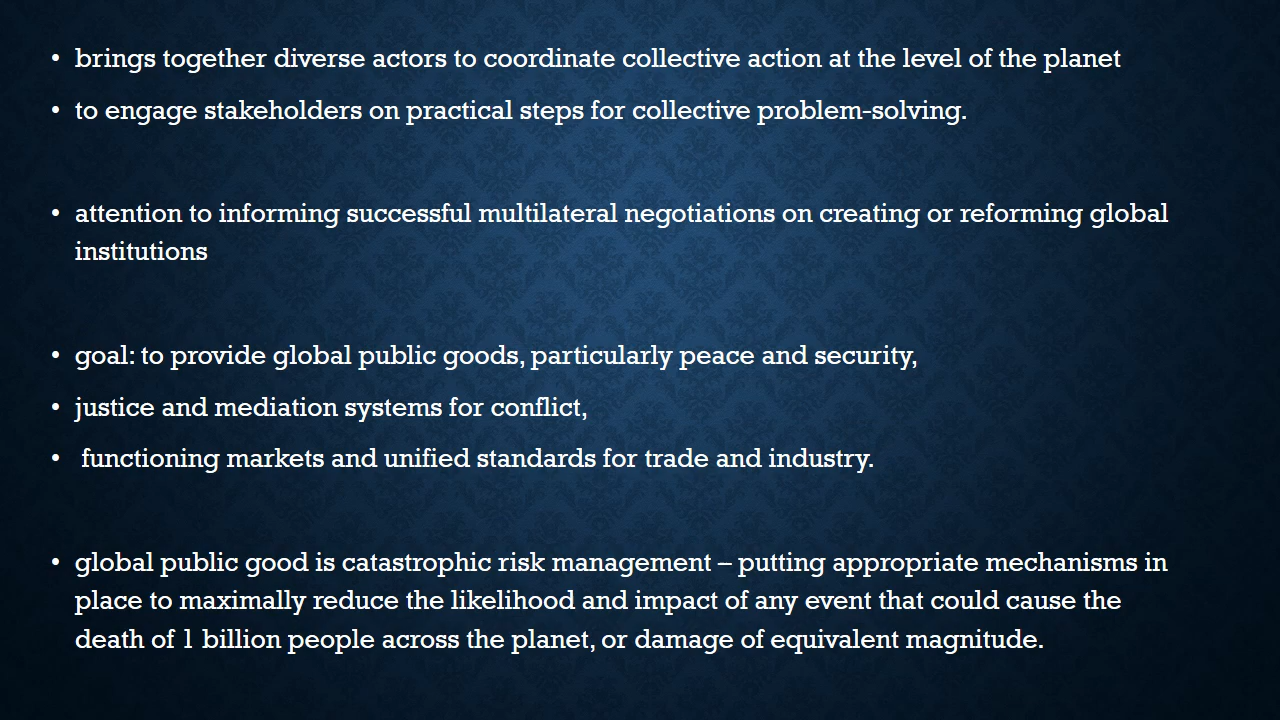 • brings together diverse actors to coordinate collective action at the level of the planet
• to engage stakeholders on practical steps for collective problem-solving.
• attention to informing successful multilateral negotiations on creating or reforming global
institutions
• goal: to provide global public goods, particularly peace and security,
• justice and mediation systems for conflict,
• functioning markets and unified standards for trade and industry.
• global public good is catastrophic risk management – putting appropriate mechanisms in
place to maximally reduce the likelihood and impact of any event that could cause the
death of 1 billion people across the planet, or damage of equivalent magnitude.